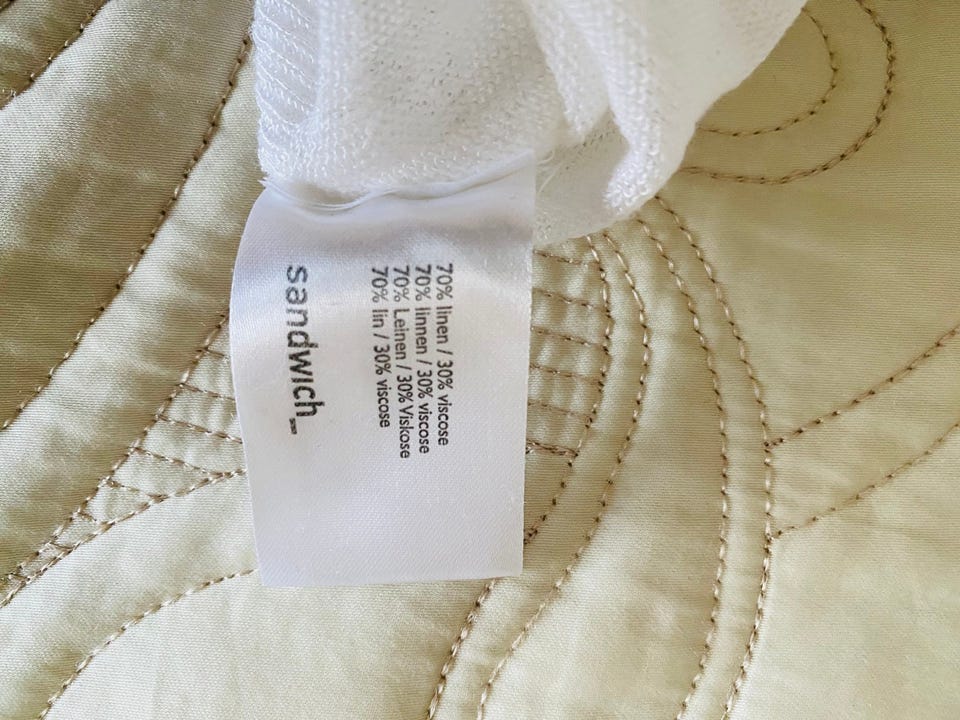 70% linen / 30% viscose
70% linnen / 30% viscose
70% Leinen / 30% Viskose
70% lin / 30% viscose
sandwich_